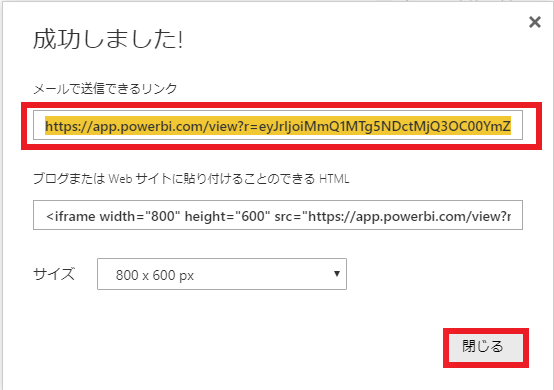 成功しました!
メールで送信できるリンク
https://app.powerbi.com/view?r=eyJrIjoiMmQ1MTg5NDctMjQ3OC00YmZ
ブログまたは Web サイトに貼り付けることのできる HTML
<iframe width="800" height="600" src="https://app.powerbi.com/view?r
サイズ 800 x 600 px
閉じる